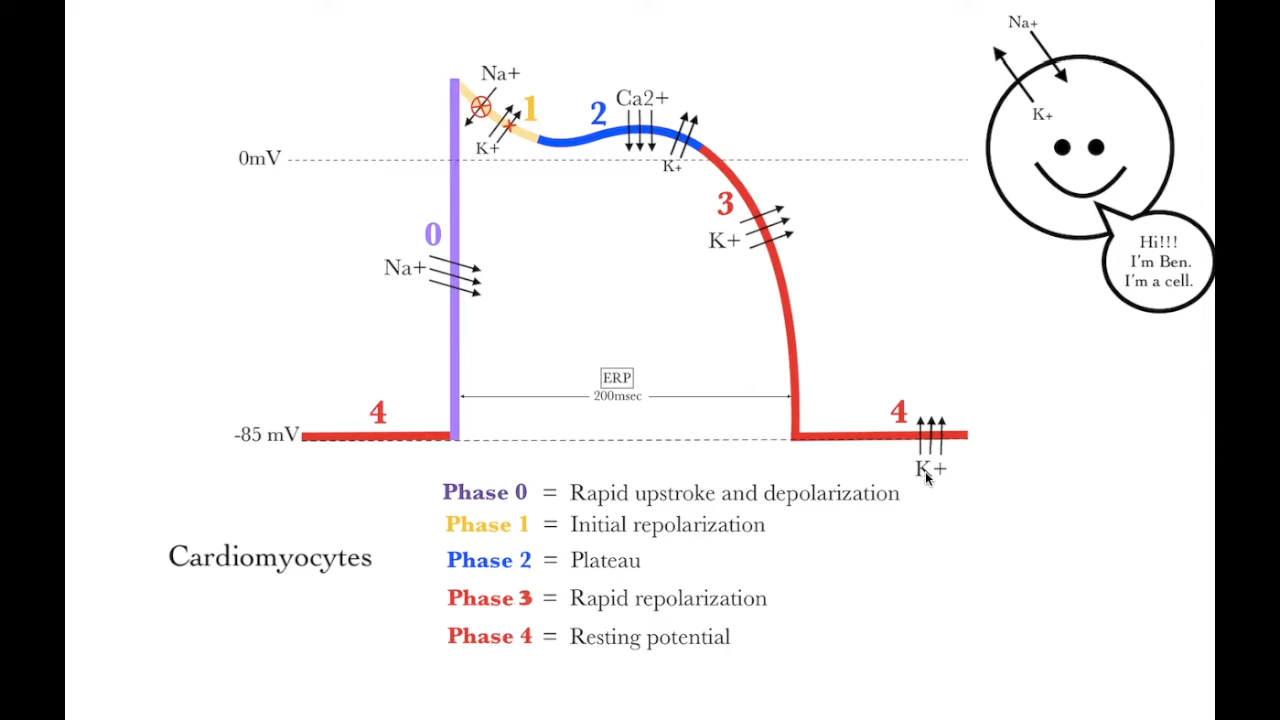 Na+
K+
Hi!!!
I'm Ben.
I'm a cell.
Na+
1
K+
2
Ca2+
K+
0mV
3
K+
0
Na+
ERP
200msec
4
4
-85 mV
K+
Phase 0 = Rapid upstroke and depolarization
Phase 1 = Initial repolarization
Phase 2 = Plateau
Phase 3 = Rapid repolarization
Phase 4 = Resting potential
Cardiomyocytes